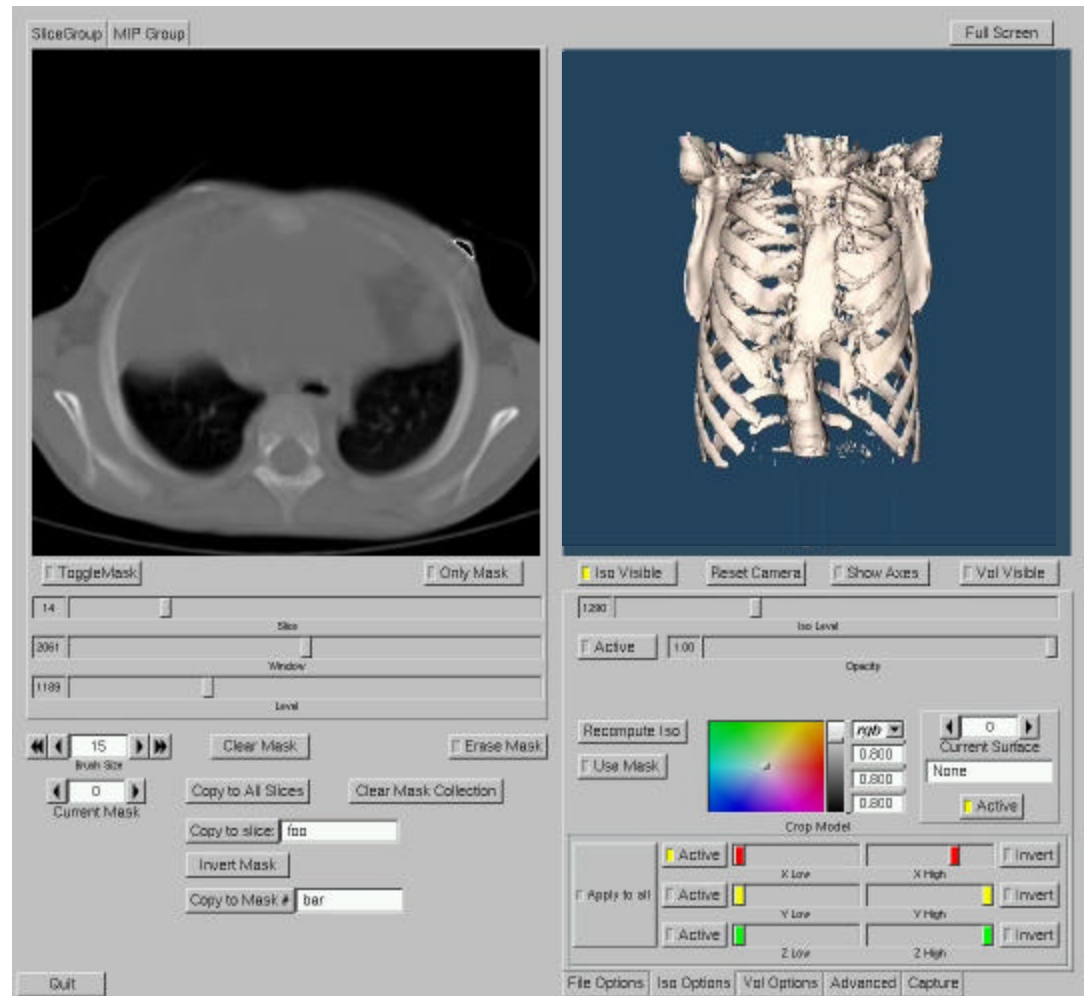 SliceGroup MIP Group
Full Screen
ToggleMask Only Mask
14
Slice
2061
Window
1189
Level
15 Clear Mask Erase Mask
Brush Size
0 Copy to All Slices Clear Mask Collection
Current Mask
Copy to slice: foo
Invert Mask
Copy to Mask # bar
Quit
Iso Visible Reset Camera Show Axes Vol Visible
1280
Iso Level
Active 1.00
Opacity
Recompute Iso rgb 0
Current Surface
Use Mask 0.800 None
0.800
0.800 Active
Crop Model
Active Invert
X Low X High
Apply to all Active Invert
Y Low Y High
Active Invert
Z Low Z High
File Options Iso Options Vol Options Advanced Capture